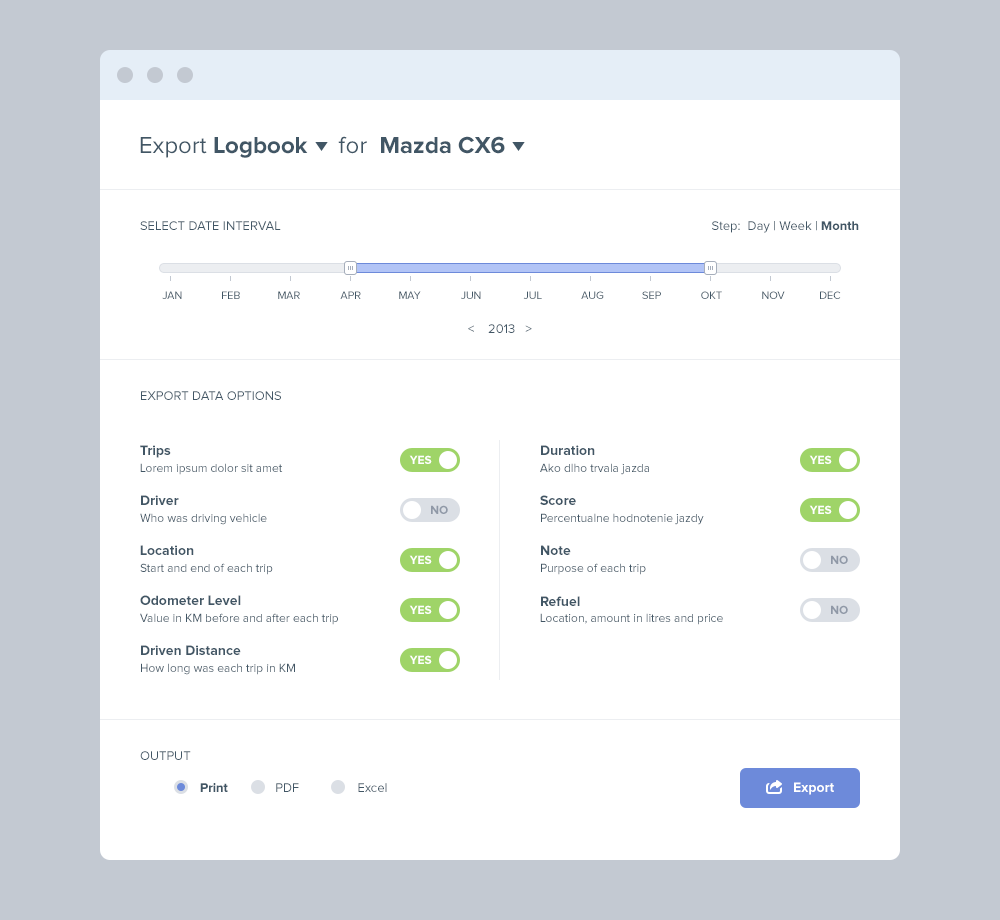 Export Logbook for Mazda CX6
SELECT DATE INTERVAL
Step: Day | Week | Month
JAN FEB MAR APR MAY JUN JUL AUG SEP OKT NOV DEC
< 2013 >
EXPORT DATA OPTIONS
Trips
Lorem ipsum dolor sit amet
YES
Driver
Who was driving vehicle
NO
Location
Start and end of each trip
YES
Odometer Level
Value in KM before and after each trip
YES
Driven Distance
How long was each trip in KM
YES
Duration
Ako dlho trvala jazda
YES
Score
Percentualne hodnotenie jazdy
YES
Note
Purpose of each trip
NO
Refuel
Location, amount in litres and price
NO
OUTPUT
Print PDF Excel
Export